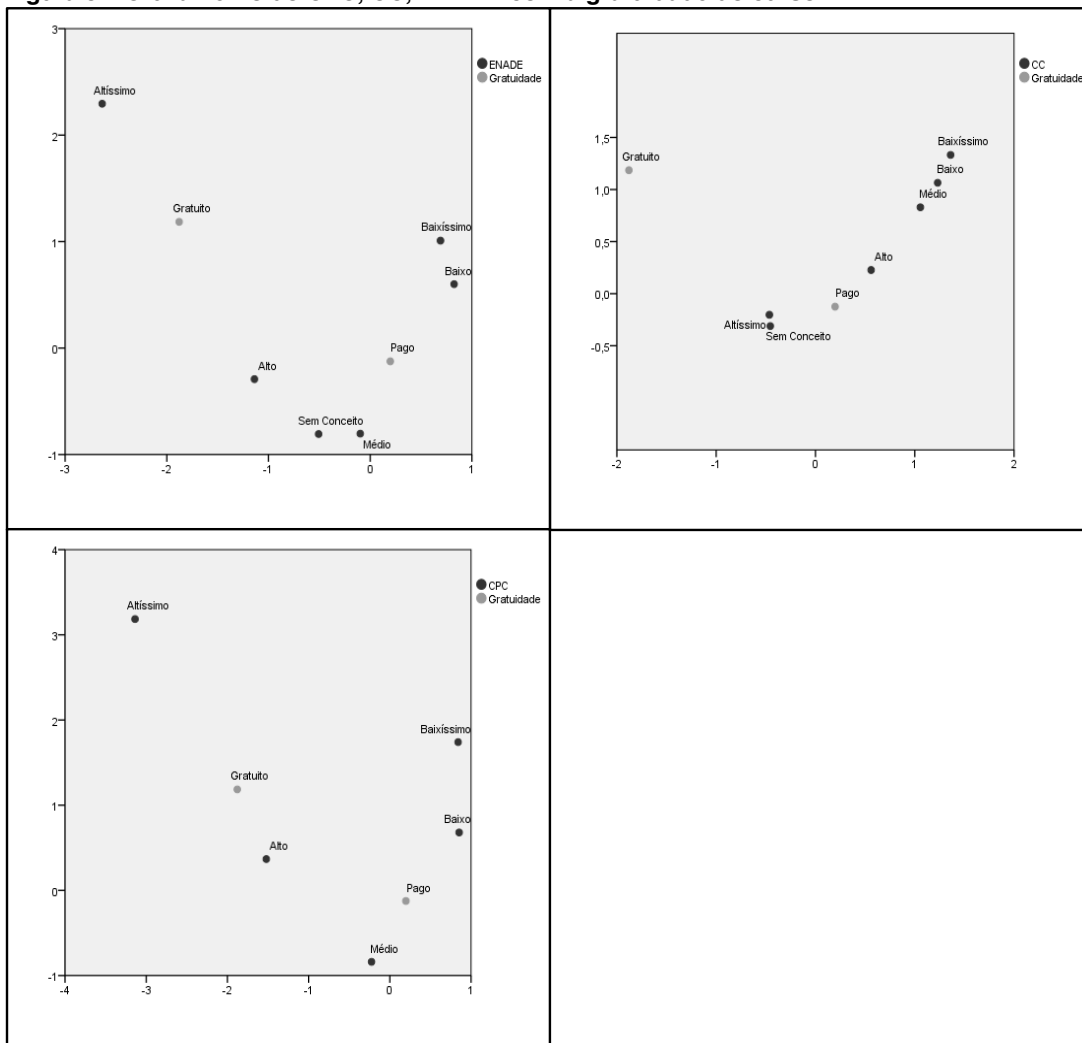 3
ENADE
Gratuidade
Altíssimo
2
Gratuito
1
Baixíssimo
Baixo
0
Pago
Alto
Sem Conceito
Médio
-1
-3
-2
-1
0
1
CC
Gratuidade
1,5
Baixíssimo
Gratuito
Baixo
1,0
Médio
0,5
Alto
0,0
Pago
Altíssimo
Sem Conceito
-0,5
-2
-1
0
1
2
4
CPC
Gratuidade
Altíssimo
3
2
Baixíssimo
Gratuito
1
Alto
Baixo
0
Pago
Médio
-1
-4
-3
-2
-1
0
1